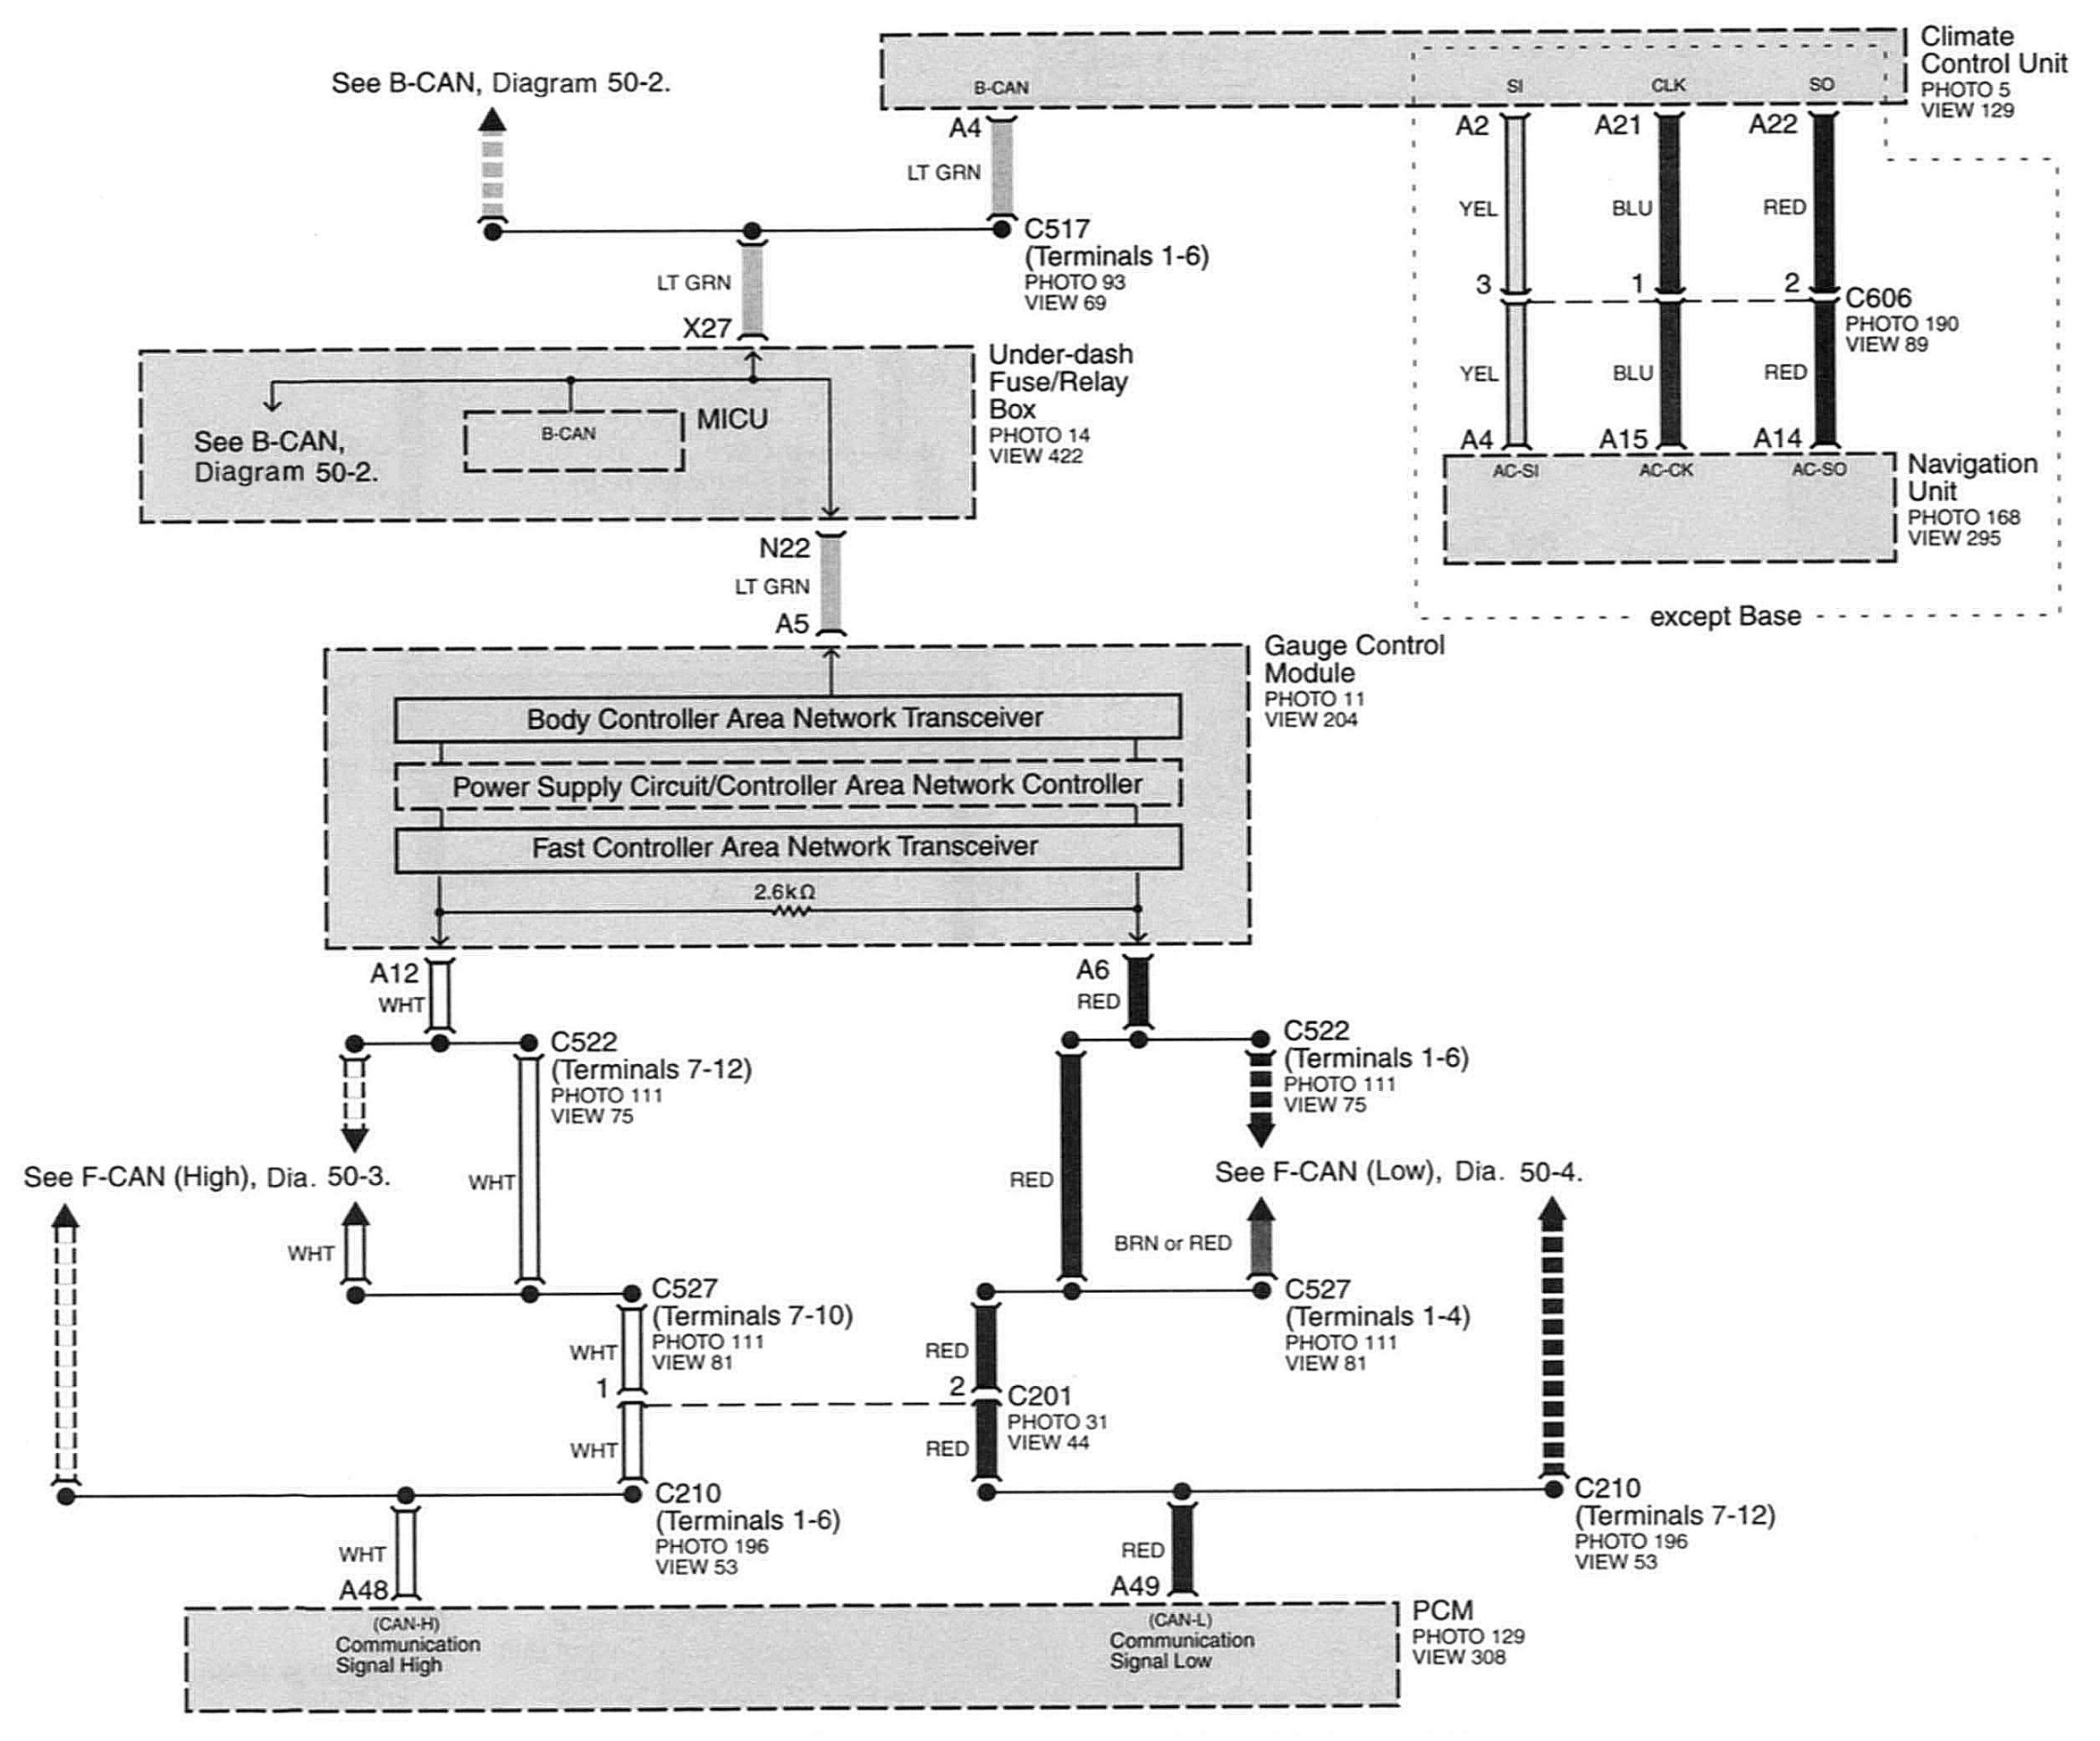 See B-CAN, Diagram 50-2.
B-CAN
SI
CLK
SO
Climate
Control Unit
PHOTO 5
VIEW 129
A4
LT GRN
A2
A21
A22
YEL
BLU
RED
C517
(Terminals 1-6)
PHOTO 93
VIEW 69
LT GRN
X27
3
1
2
C606
PHOTO 190
VIEW 89
YEL
BLU
RED
A4
A15
A14
AC-SI
AC-CK
AC-SO
Navigation
Unit
PHOTO 168
VIEW 295
except Base
Under-dash
Fuse/Relay
Box
PHOTO 14
VIEW 422
See B-CAN,
Diagram 50-2.
B-CAN
MICU
N22
LT GRN
A5
Gauge Control
Module
PHOTO 11
VIEW 204
Body Controller Area Network Transceiver
Power Supply Circuit/Controller Area Network Controller
Fast Controller Area Network Transceiver
2.6kΩ
A12
WHT
A6
RED
C522
(Terminals 7-12)
PHOTO 111
VIEW 75
C522
(Terminals 1-6)
PHOTO 111
VIEW 75
See F-CAN (High), Dia. 50-3.
WHT
RED
See F-CAN (Low), Dia. 50-4.
WHT
BRN or RED
C527
(Terminals 7-10)
PHOTO 111
VIEW 81
C527
(Terminals 1-4)
PHOTO 111
VIEW 81
WHT
1
RED
2
C201
PHOTO 31
VIEW 44
WHT
RED
C210
(Terminals 1-6)
PHOTO 196
VIEW 53
C210
(Terminals 7-12)
PHOTO 196
VIEW 53
WHT
A48
RED
A49
(CAN-H)
Communication
Signal High
(CAN-L)
Communication
Signal Low
PCM
PHOTO 129
VIEW 308